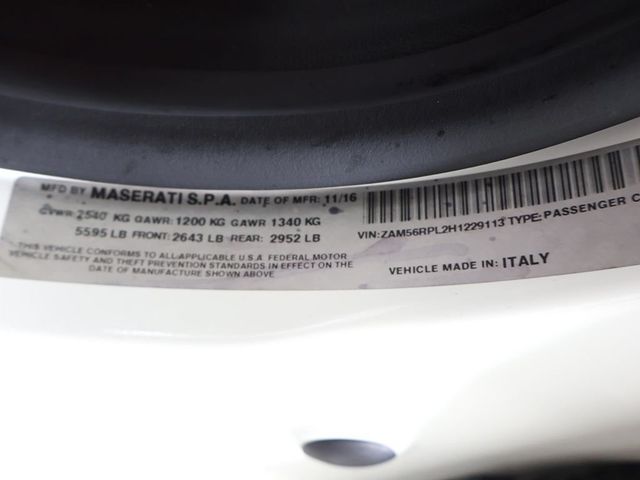 MFD BY MASERATI S.P.A. DATE OF MFR: 11/16
GVWR: 2540 KG GAWR: 1200 KG GAWR 1340 KG
5595 LB FRONT: 2643 LB REAR: 2952 LB
THIS VEHICLE CONFORMS TO ALL APPLICABLE U.S.A. FEDERAL MOTOR
VEHICLE SAFETY AND THEFT PREVENTION STANDARDS IN EFFECT ON THE
DATE OF MANUFACTURE SHOWN ABOVE
VIN: ZAM56RPL2H1229113 TYPE: PASSENGER C
VEHICLE MADE IN: ITALY